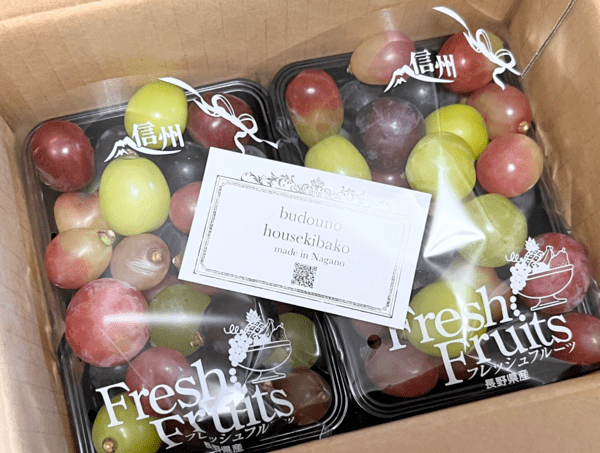 信州
信州
budouno
housekibako
made in Nagano
Fresh
Fruits
フレッシュフルーツ
長野県産
Fresh
Fruits
フレッシュフルーツ
長野県産